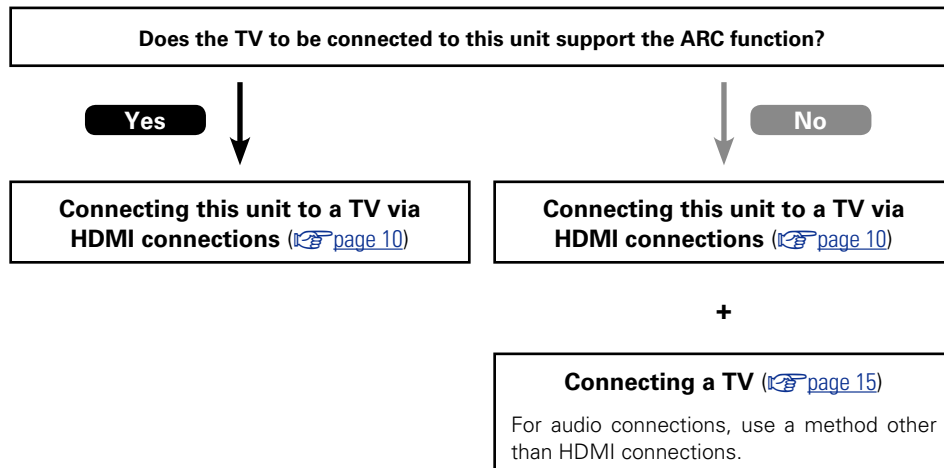 Does the TV to be connected to this unit support the ARC function?
Yes
No
Connecting this unit to a TV via
HDMI connections (page 10)
Connecting this unit to a TV via
HDMI connections (page 10)
+
Connecting a TV (page 15)
For audio connections, use a method other
than HDMI connections.